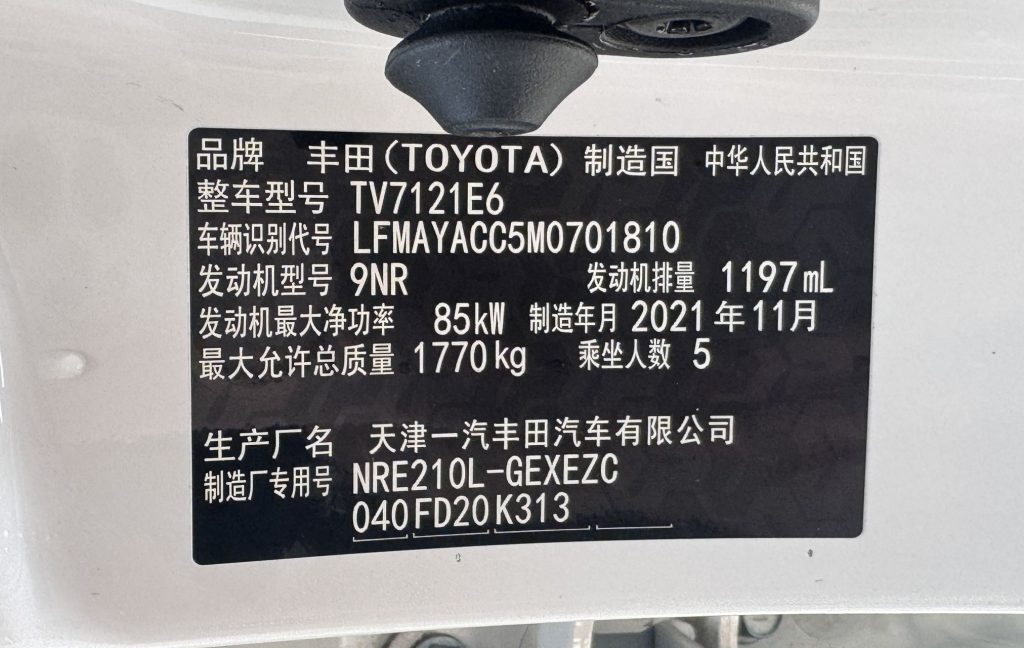 品牌 丰田(TOYOTA) 制造国 中华人民共和国
整车型号 TV7121E6
车辆识别代号 LFMAYACC5M0701810
发动机型号 9NR 发动机排量 1197mL
发动机最大净功率 85kW 制造年月 2021年11月
最大允许总质量 1770kg 乘坐人数 5
生产厂名 天津一汽丰田汽车有限公司
制造厂专用号 NRE210L-GEXEZC
040 FD20 K313